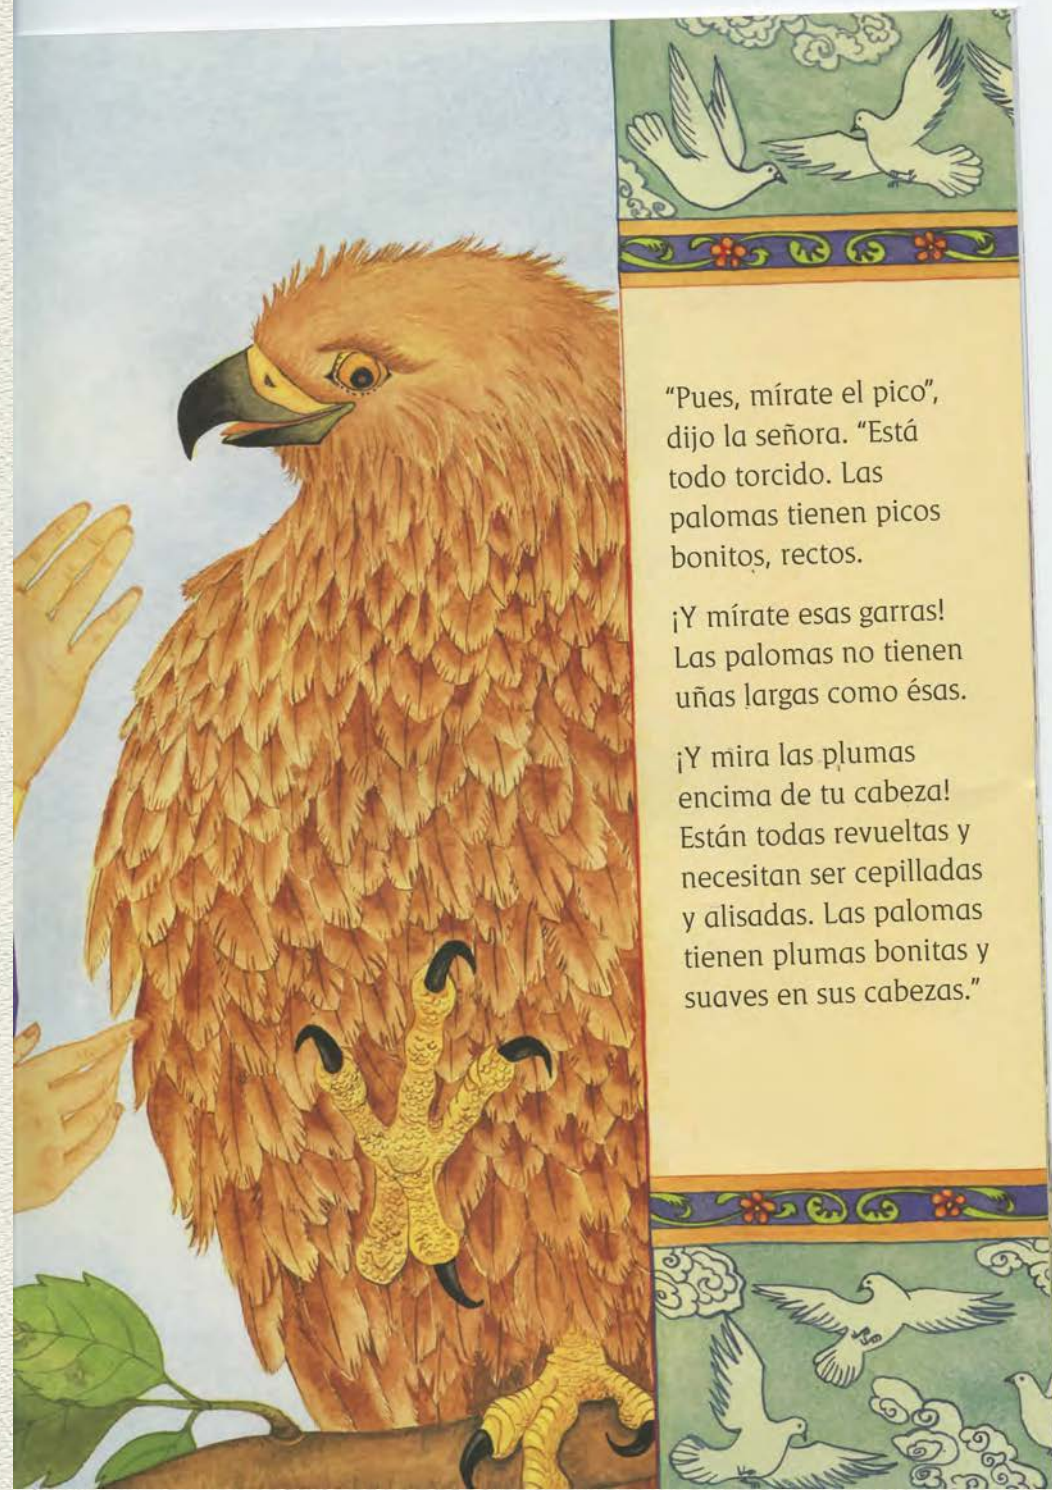 “Pues, mírate el pico”,
dijo la señora. “Está
todo torcido. Las
palomas tienen picos
bonitos, rectos.
¡Y mírate esas garras!
Las palomas no tienen
uñas largas como ésas.
¡Y mira las plumas
encima de tu cabeza!
Están todas revueltas y
necesitan ser cepilladas
y alisadas. Las palomas
tienen plumas bonitas y
suaves en sus cabezas.”